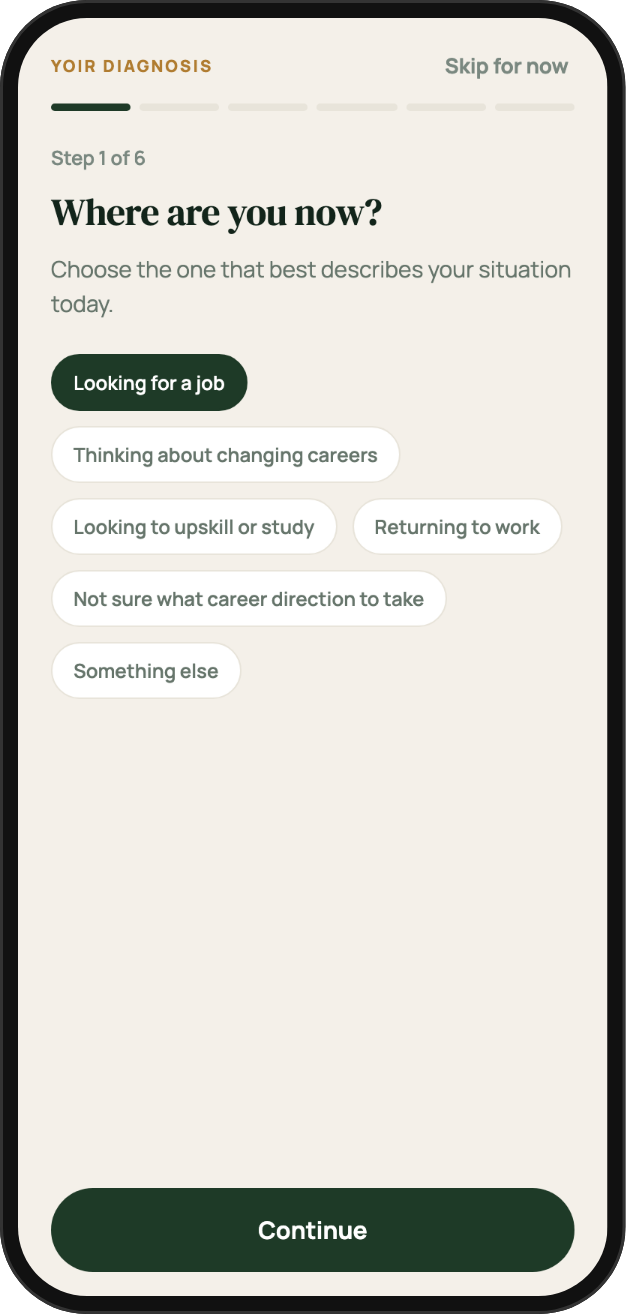 YOIR DIAGNOSIS
Skip for now
Step 1 of 6
Where are you now?
Choose the one that best describes your situation
today.
Looking for a job
Thinking about changing careers
Looking to upskill or study
Returning to work
Not sure what career direction to take
Something else
Continue